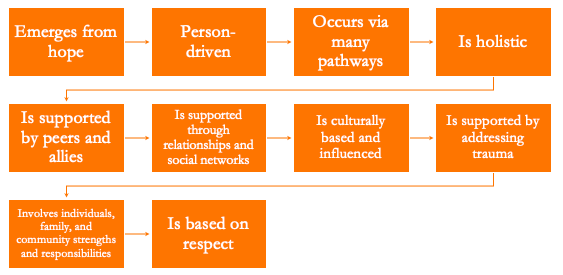 Emerges from
hope
Person-
driven
Occurs via
many
pathways
Is holistic
Is supported
by peers and
allies
Is supported
through
relationships and
social networks
Is culturally
based and
influenced
Is supported by
addressing
trauma
Involves individuals,
family, and
community strengths
and responsibilities
Is based on
respect